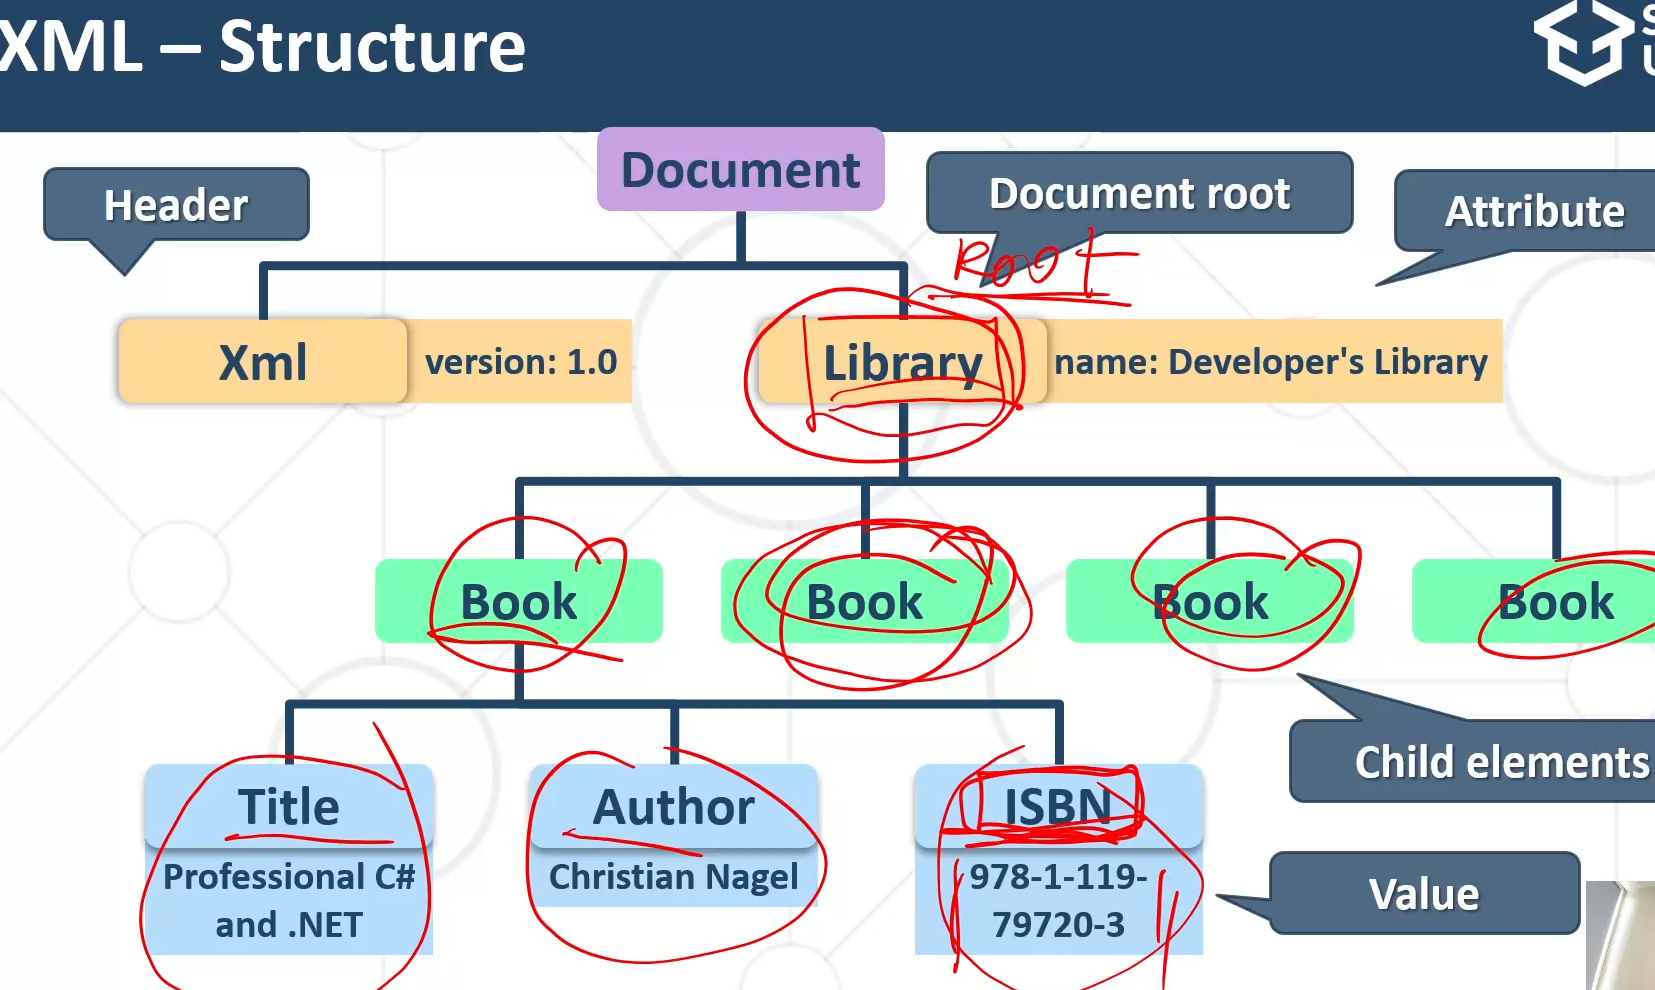 XML – Structure
Document
Header
Document root
Attribute
Root
Xml
version: 1.0
Library
name: Developer's Library
Book
Book
Book
Book
Child elements
Title
Author
ISBN
Professional C#
and .NET
Christian Nagel
978-1-119-
79720-3
Value